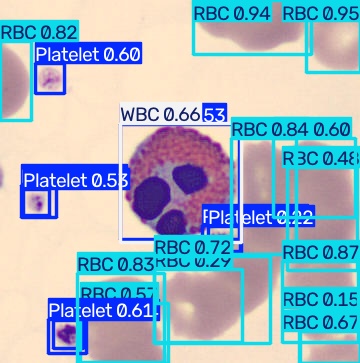 RBC 0.94
RBC 0.95
RBC 0.82
Platelet 0.60
WBC 0.66
53
RBC 0.84
0.60
RBC 0.48
Platelet 0.53
Platelet 0.22
RBC 0.72
RBC 0.29
RBC 0.87
RBC 0.83
RBC 0.57
RBC 0.15
Platelet 0.61
RBC 0.67